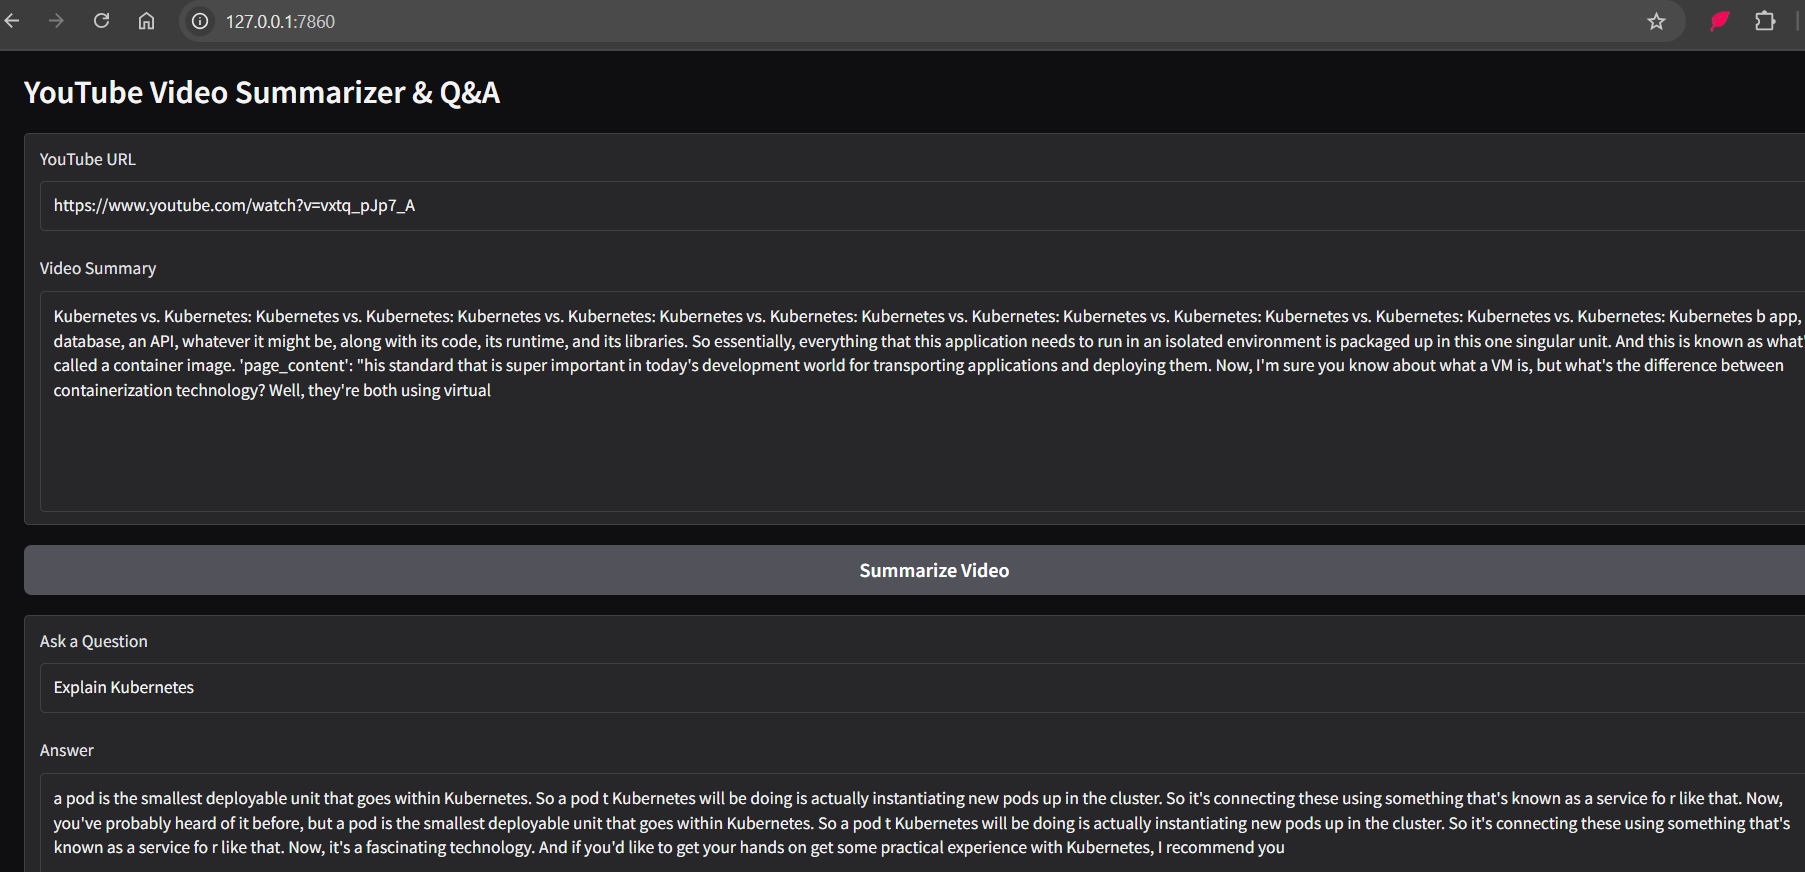 127.0.0.1:7860
YouTube Video Summarizer & Q&A
YouTube URL
https://www.youtube.com/watch?v=vxtq_pJp7_A
Video Summary
Kubernetes vs. Kubernetes: Kubernetes vs. Kubernetes: Kubernetes vs. Kubernetes: Kubernetes vs. Kubernetes: Kubernetes vs. Kubernetes: Kubernetes vs. Kubernetes: Kubernetes vs. Kubernetes: Kubernetes vs. Kubernetes: Kubernetes b app,
database, an API, whatever it might be, along with its code, its runtime, and its libraries. So essentially, everything that this application needs to run in an isolated environment is packaged up in this one singular unit. And this is known as what'
called a container image. 'page_content': "his standard that is super important in today's development world for transporting applications and deploying them. Now, I'm sure you know about what a VM is, but what's the difference between
containerization technology? Well, they're both using virtual
Summarize Video
Ask a Question
Explain Kubernetes
Answer
a pod is the smallest deployable unit that goes within Kubernetes. So a pod t Kubernetes will be doing is actually instantiating new pods up in the cluster. So it's connecting these using something that's known as a service fo r like that. Now,
you've probably heard of it before, but a pod is the smallest deployable unit that goes within Kubernetes. So a pod t Kubernetes will be doing is actually instantiating new pods up in the cluster. So it's connecting these using something that's
known as a service fo r like that. Now, it's a fascinating technology. And if you'd like to get your hands on get some practical experience with Kubernetes, I recommend you